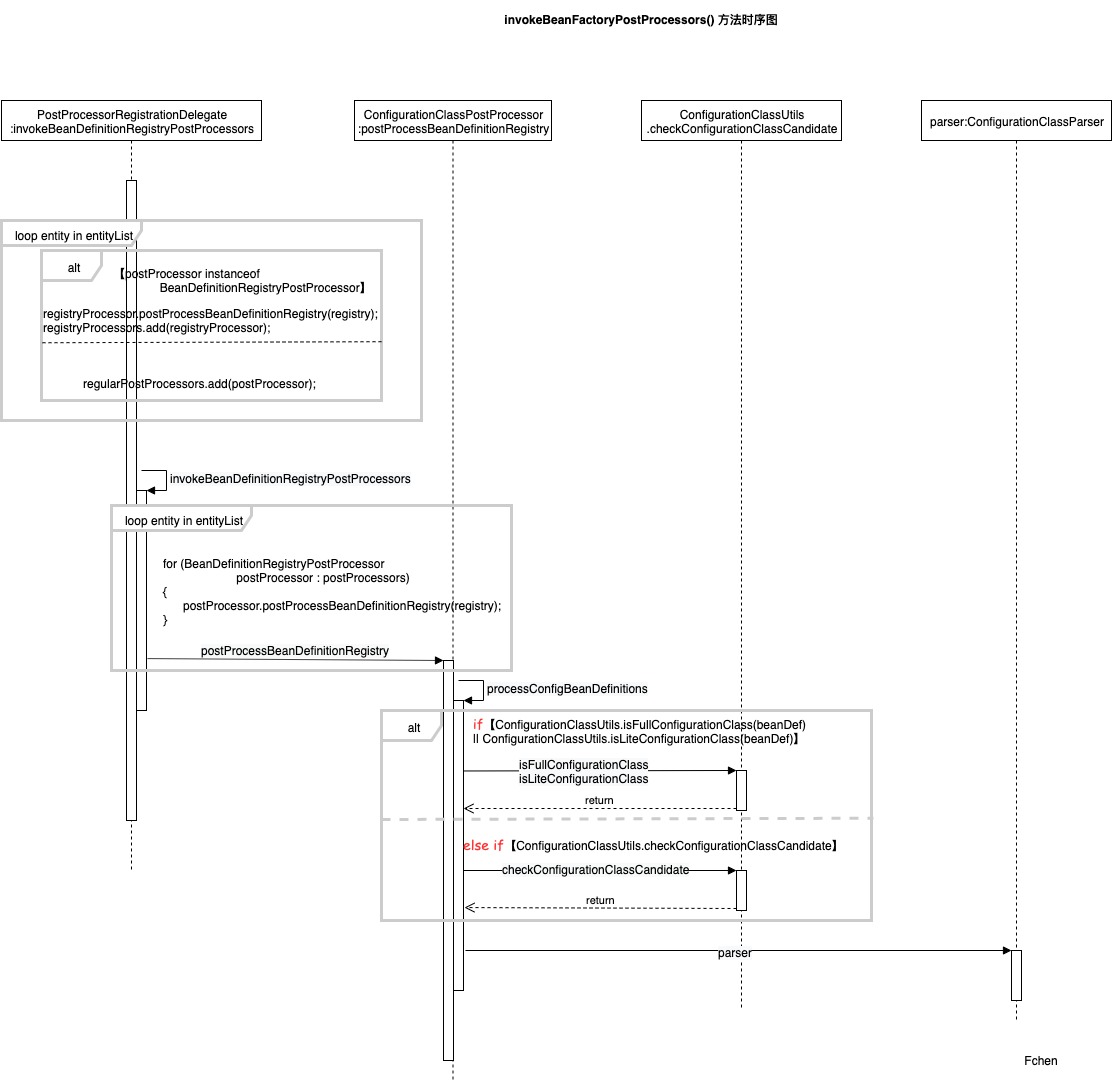 invokeBeanFactoryPostProcessors() 方法时序图
PostProcessorRegistrationDelegate
:invokeBeanDefinitionRegistryPostProcessors
ConfigurationClassPostProcessor
:postProcessBeanDefinitionRegistry
ConfigurationClassUtils
.checkConfigurationClassCandidate
parser:ConfigurationClassParser
loop entity in entityList
alt
【postProcessor instanceof
BeanDefinitionRegistryPostProcessor】
registryProcessor.postProcessBeanDefinitionRegistry(registry);
registryProcessors.add(registryProcessor);
regularPostProcessors.add(postProcessor);
invokeBeanDefinitionRegistryPostProcessors
loop entity in entityList
for (BeanDefinitionRegistryPostProcessor
postProcessor : postProcessors)
{
postProcessor.postProcessBeanDefinitionRegistry(registry);
}
postProcessBeanDefinitionRegistry
processConfigBeanDefinitions
alt
if【ConfigurationClassUtils.isFullConfigurationClass(beanDef)
|| ConfigurationClassUtils.isLiteConfigurationClass(beanDef)】
isFullConfigurationClass
isLiteConfigurationClass
return
else if【ConfigurationClassUtils.checkConfigurationClassCandidate】
checkConfigurationClassCandidate
return
parser
Fchen